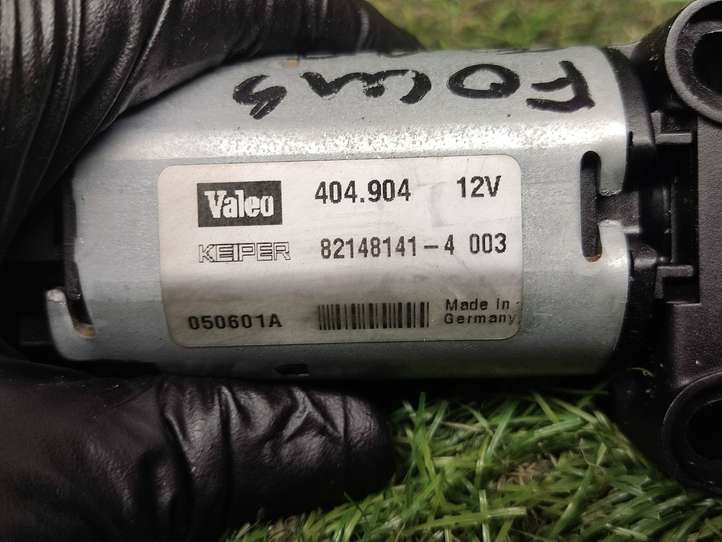 FOCUS
Valeo 404.904 12V
KEIPER 82148141-4 003
050601A Made in
Germany